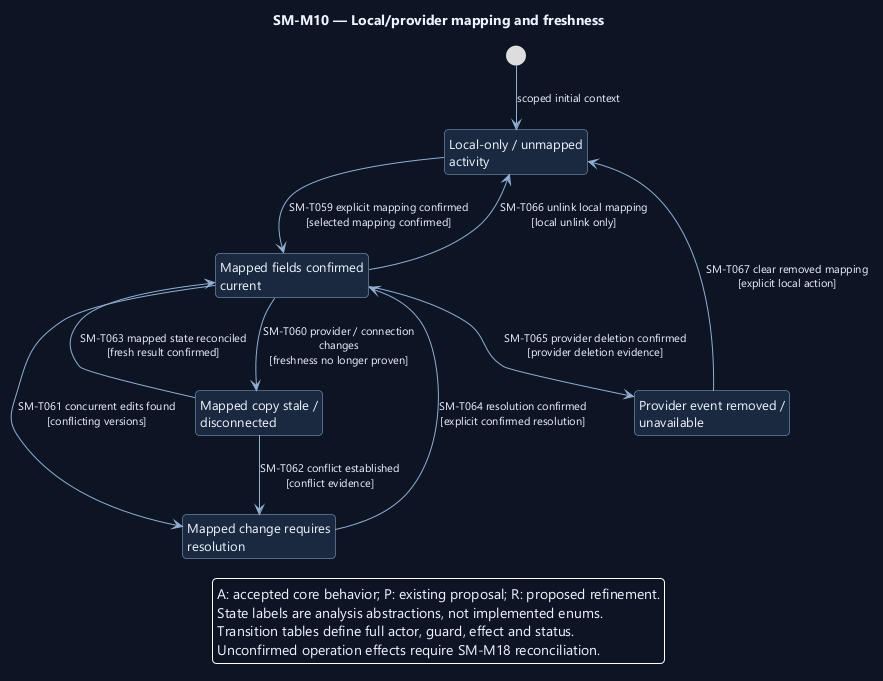 SM-M10 — Local/provider mapping and freshness
scoped initial context
Local-only / unmapped
activity
SM-T059 explicit mapping confirmed
[selected mapping confirmed]
SM-T066 unlink local mapping
[local unlink only]
SM-T067 clear removed mapping
[explicit local action]
Mapped fields confirmed
current
SM-T063 mapped state reconciled
[fresh result confirmed]
SM-T060 provider / connection
changes
[freshness no longer proven]
SM-T065 provider deletion confirmed
[provider deletion evidence]
SM-T061 concurrent edits found
[conflicting versions]
Mapped copy stale /
disconnected
SM-T064 resolution confirmed
[explicit confirmed resolution]
Provider event removed /
unavailable
SM-T062 conflict established
[conflict evidence]
Mapped change requires
resolution
A: accepted core behavior; P: existing proposal; R: proposed refinement.
State labels are analysis abstractions, not implemented enums.
Transition tables define full actor, guard, effect and status.
Unconfirmed operation effects require SM-M18 reconciliation.